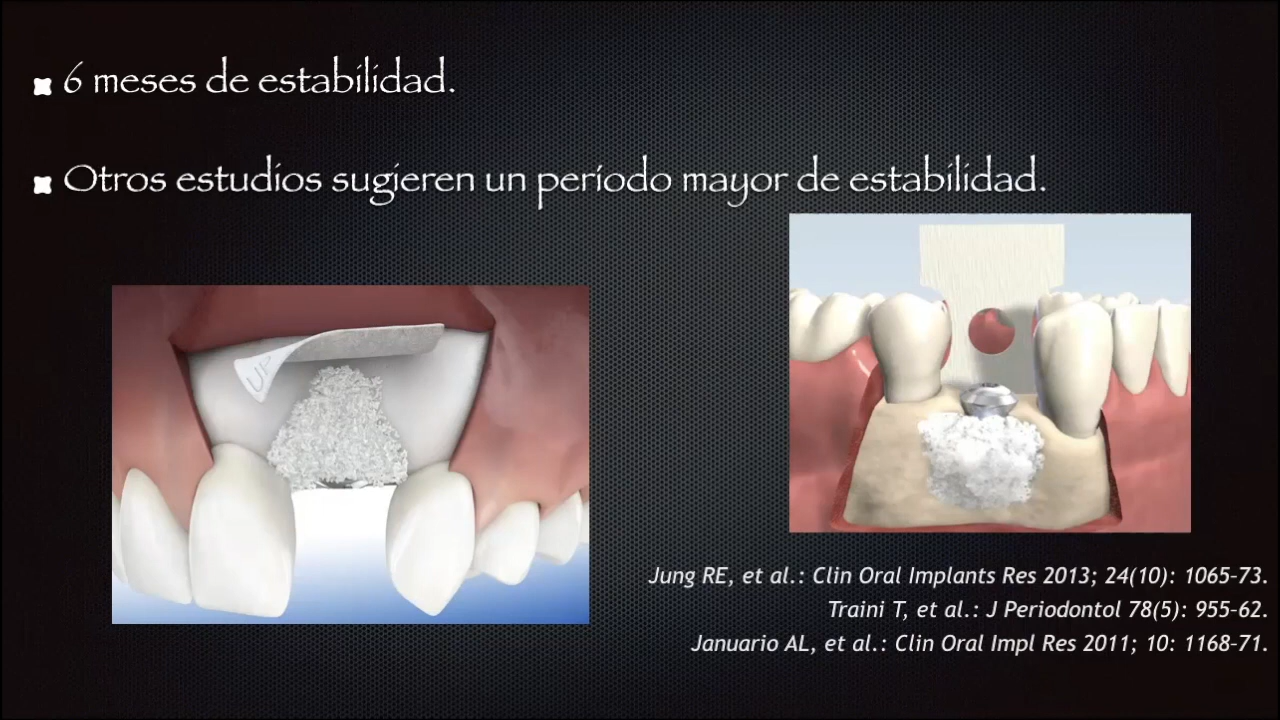 6 meses de estabilidad.
Otros estudios sugieren un período mayor de estabilidad.
UP
Jung RE, et al.: Clin Oral Implants Res 2013; 24(10): 1065-73.
Traini T, et al.: J Periodontol 78(5): 955-62.
Januario AL, et al.: Clin Oral Impl Res 2011; 10: 1168-71.